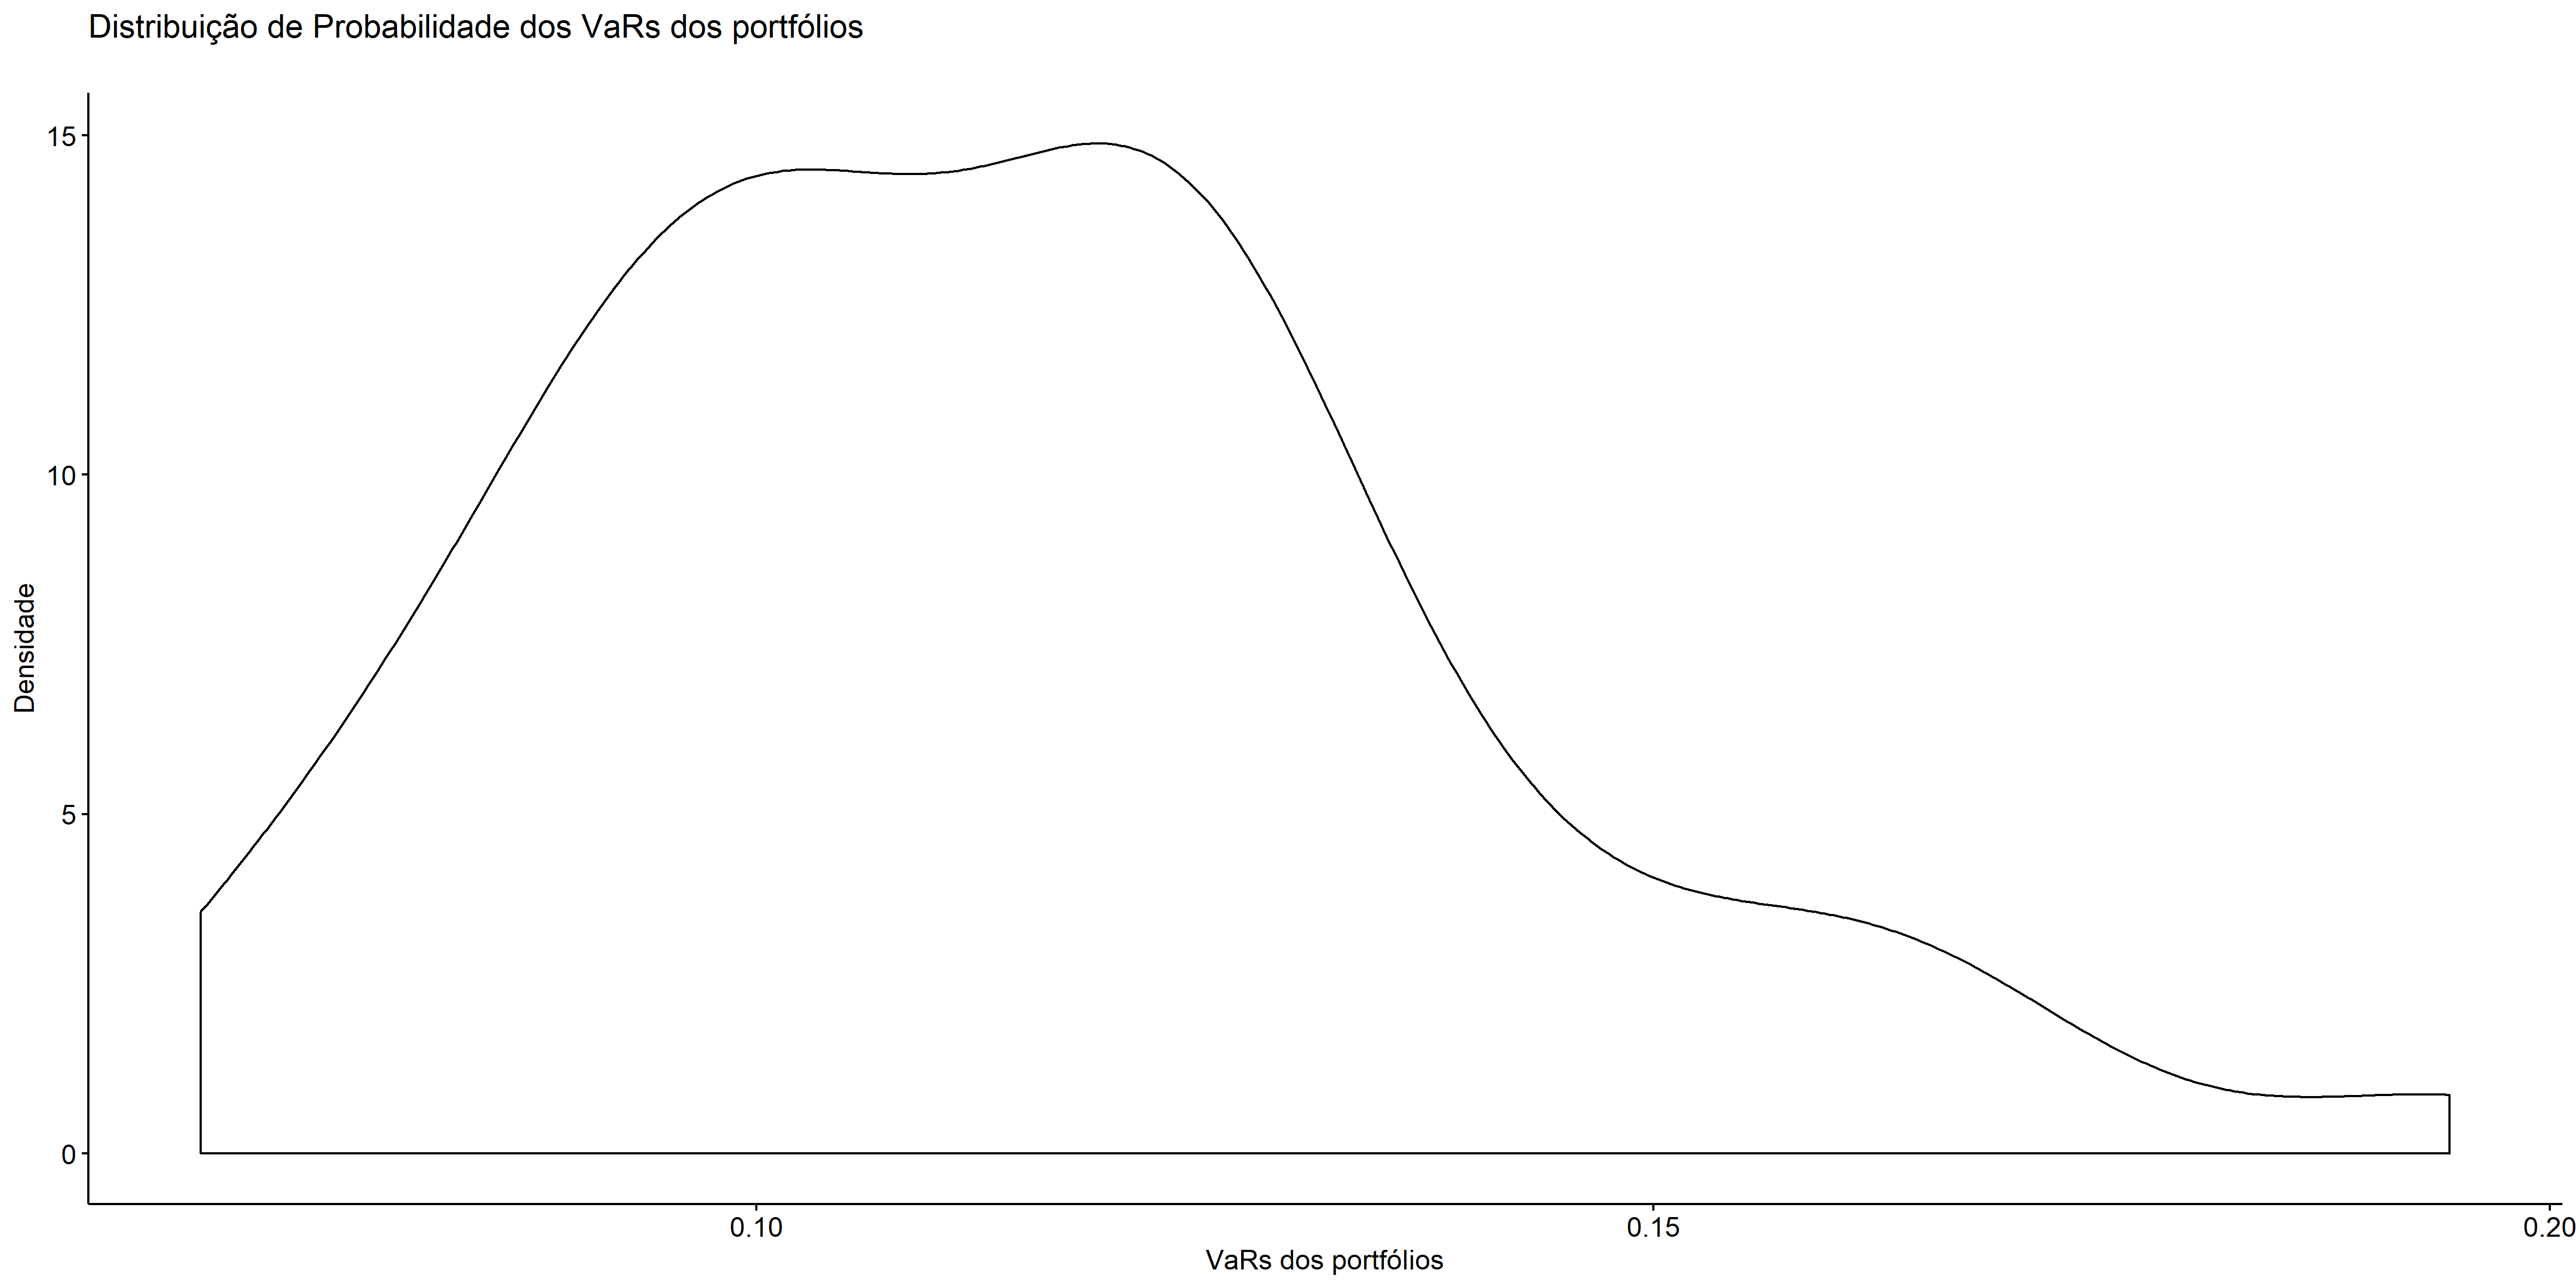 Distribuição de Probabilidade dos VaRs dos portfólios
15
10
5
0
Densidade
0.10
0.15
0.20
VaRs dos portfólios